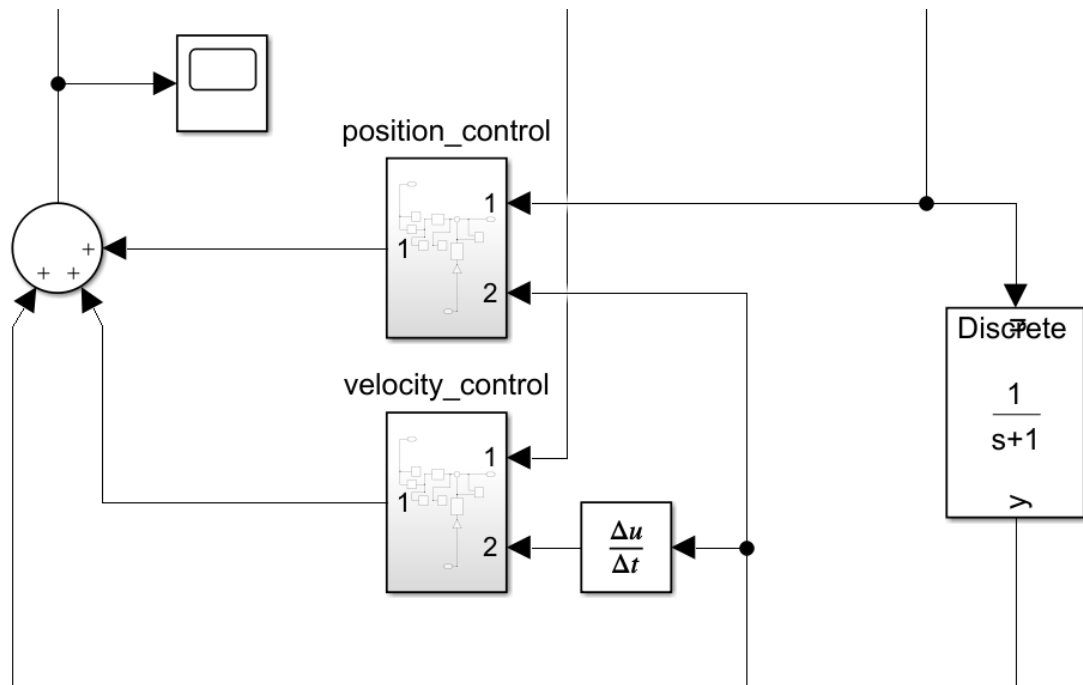 position_control
1
1
2
+
+ +
velocity_control
1
1
2
Δu
Δt
Discrete
u
1
s+1
y